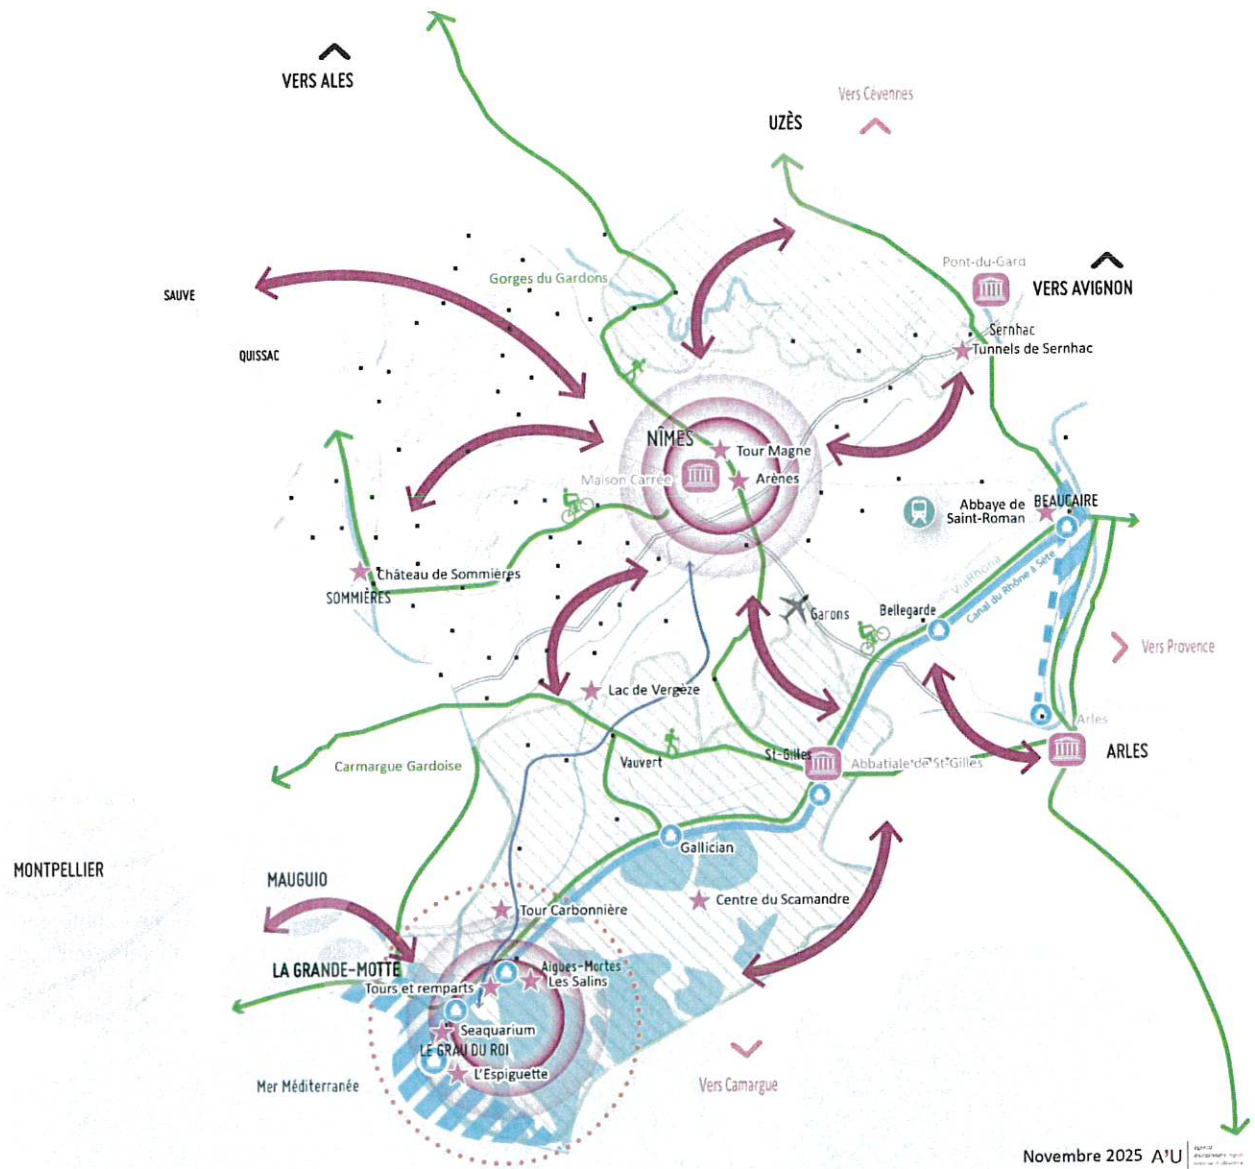 VERS ALES
Vers Cévennes
UZÈS
Pont-du-Gard
VERS AVIGNON
Gorges du Gardons
SAUVE
Sernhac
Tunnels de Sernhac
QUISSAC
NÎMES
Tour Magne
Maison Carrée
Arènes
Abbaye de
Saint-Roman
BEAUCAIRE
Château de Sommières
SOMMIÈRES
ViaRhôna
Canal du Rhône à Sète
Garons
Bellegarde
Vers Provence
Lac de Vergèze
Arles
ARLES
St-Gilles
Abbatiale de St-Gilles
Vauvert
Carmargue Gardoise
Gallician
MONTPELLIER
MAUGUIO
Centre du Scamandre
Tour Carbonnière
LA GRANDE-MOTTE
Aigues-Mortes
Les Salins
Tours et remparts
Seaquarium
LE GRAU DU ROI
L'Espiguette
Mer Méditerranée
Vers Camargue
Novembre 2025 A'U